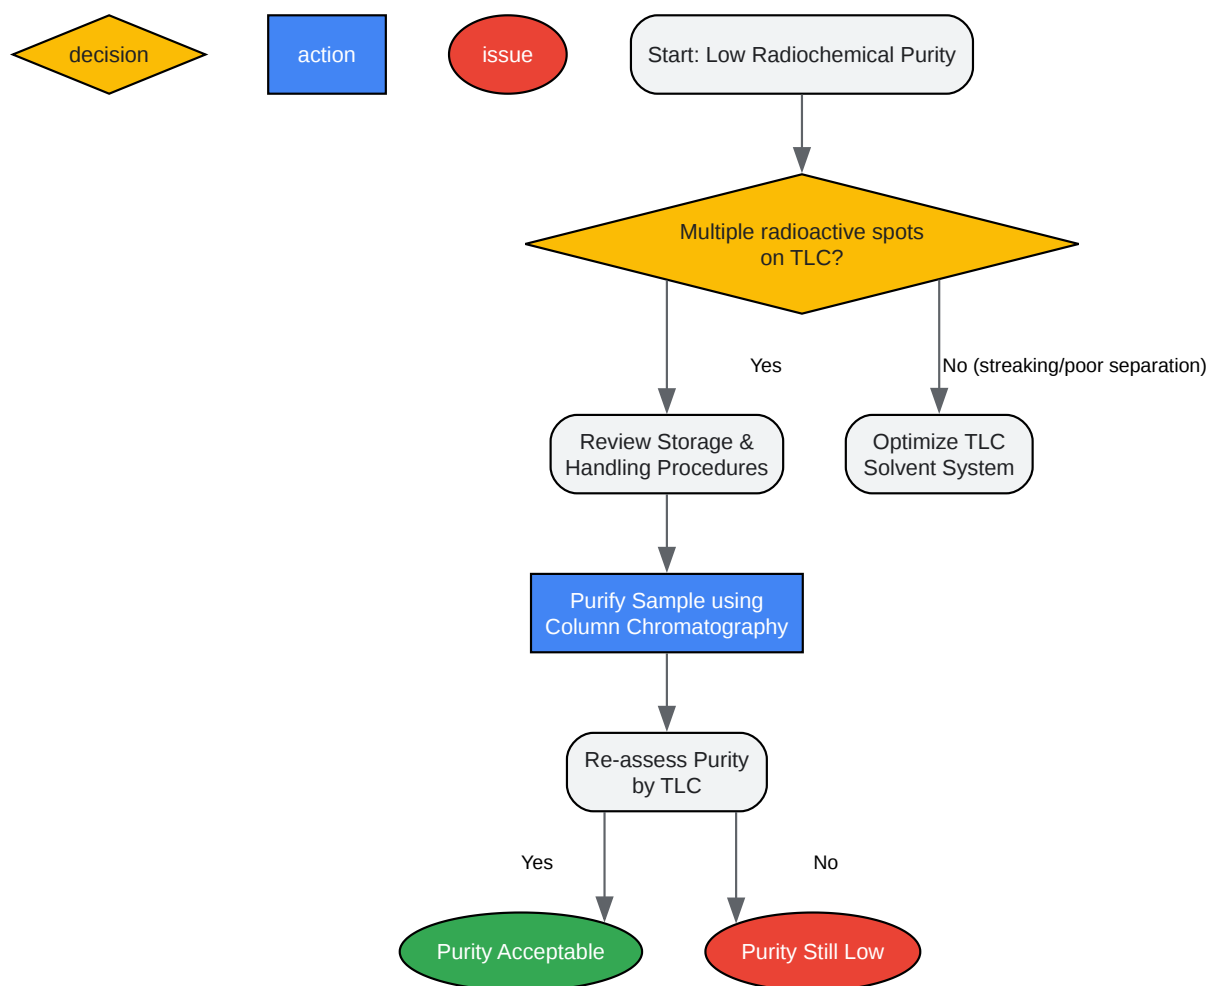 decision
action
issue
Start: Low Radiochemical Purity
Multiple radioactive spots
on TLC?
Yes
No (streaking/poor separation)
Review Storage &
Handling Procedures
Optimize TLC
Solvent System
Purify Sample using
Column Chromatography
Re-assess Purity
by TLC
Yes
No
Purity Acceptable
Purity Still Low